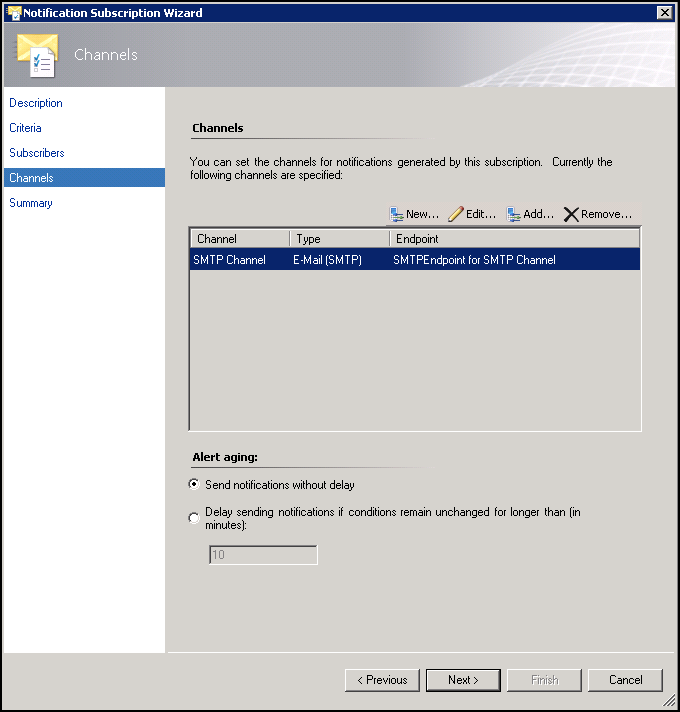 Notification Subscription Wizard
Channels
Description
Criteria
Subscribers
Channels
Summary
Channels
You can set the channels for notifications generated by this subscription. Currently the
following channels are specified:
New... Edit... Add... Remove...
Channel Type Endpoint
SMTP Channel E-Mail (SMTP) SMTPEndpoint for SMTP Channel
Alert aging:
Send notifications without delay
Delay sending notifications if conditions remain unchanged for longer than (in
minutes):
10
< Previous Next > Finish Cancel